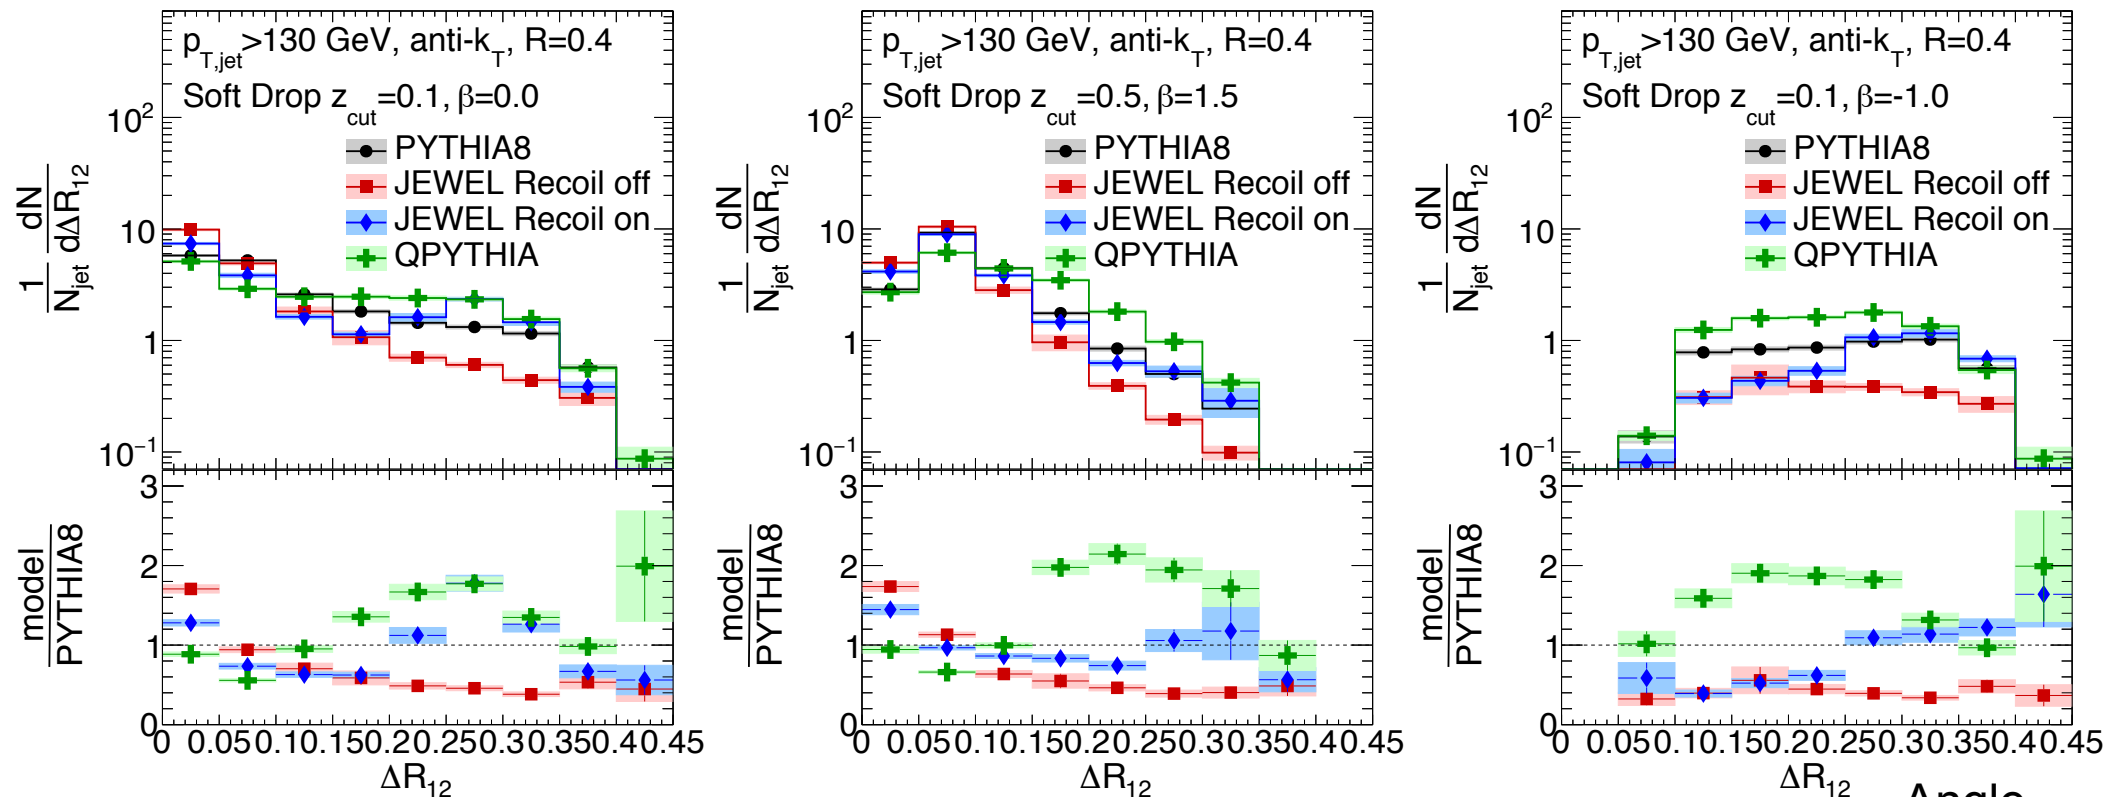 p_T,jet>130 GeV, anti-k_T, R=0.4
Soft Drop z_cut=0.1, β=0.0
PYTHIA8
JEWEL Recoil off
JEWEL Recoil on
QPYTHIA
1/N_jet dN/dΔR_12
10^2
10
1
10^−1
model/PYTHIA8
3
2
1
0
0 0.05 0.1 0.15 0.2 0.25 0.3 0.35 0.4 0.45
ΔR_12
p_T,jet>130 GeV, anti-k_T, R=0.4
Soft Drop z_cut=0.5, β=1.5
PYTHIA8
JEWEL Recoil off
JEWEL Recoil on
QPYTHIA
1/N_jet dN/dΔR_12
10^2
10
1
10^−1
model/PYTHIA8
3
2
1
0
0 0.05 0.1 0.15 0.2 0.25 0.3 0.35 0.4 0.45
ΔR_12
p_T,jet>130 GeV, anti-k_T, R=0.4
Soft Drop z_cut=0.1, β=-1.0
PYTHIA8
JEWEL Recoil off
JEWEL Recoil on
QPYTHIA
1/N_jet dN/dΔR_12
10^2
10
1
10^−1
model/PYTHIA8
3
2
1
0
0 0.05 0.1 0.15 0.2 0.25 0.3 0.35 0.4 0.45
ΔR_12